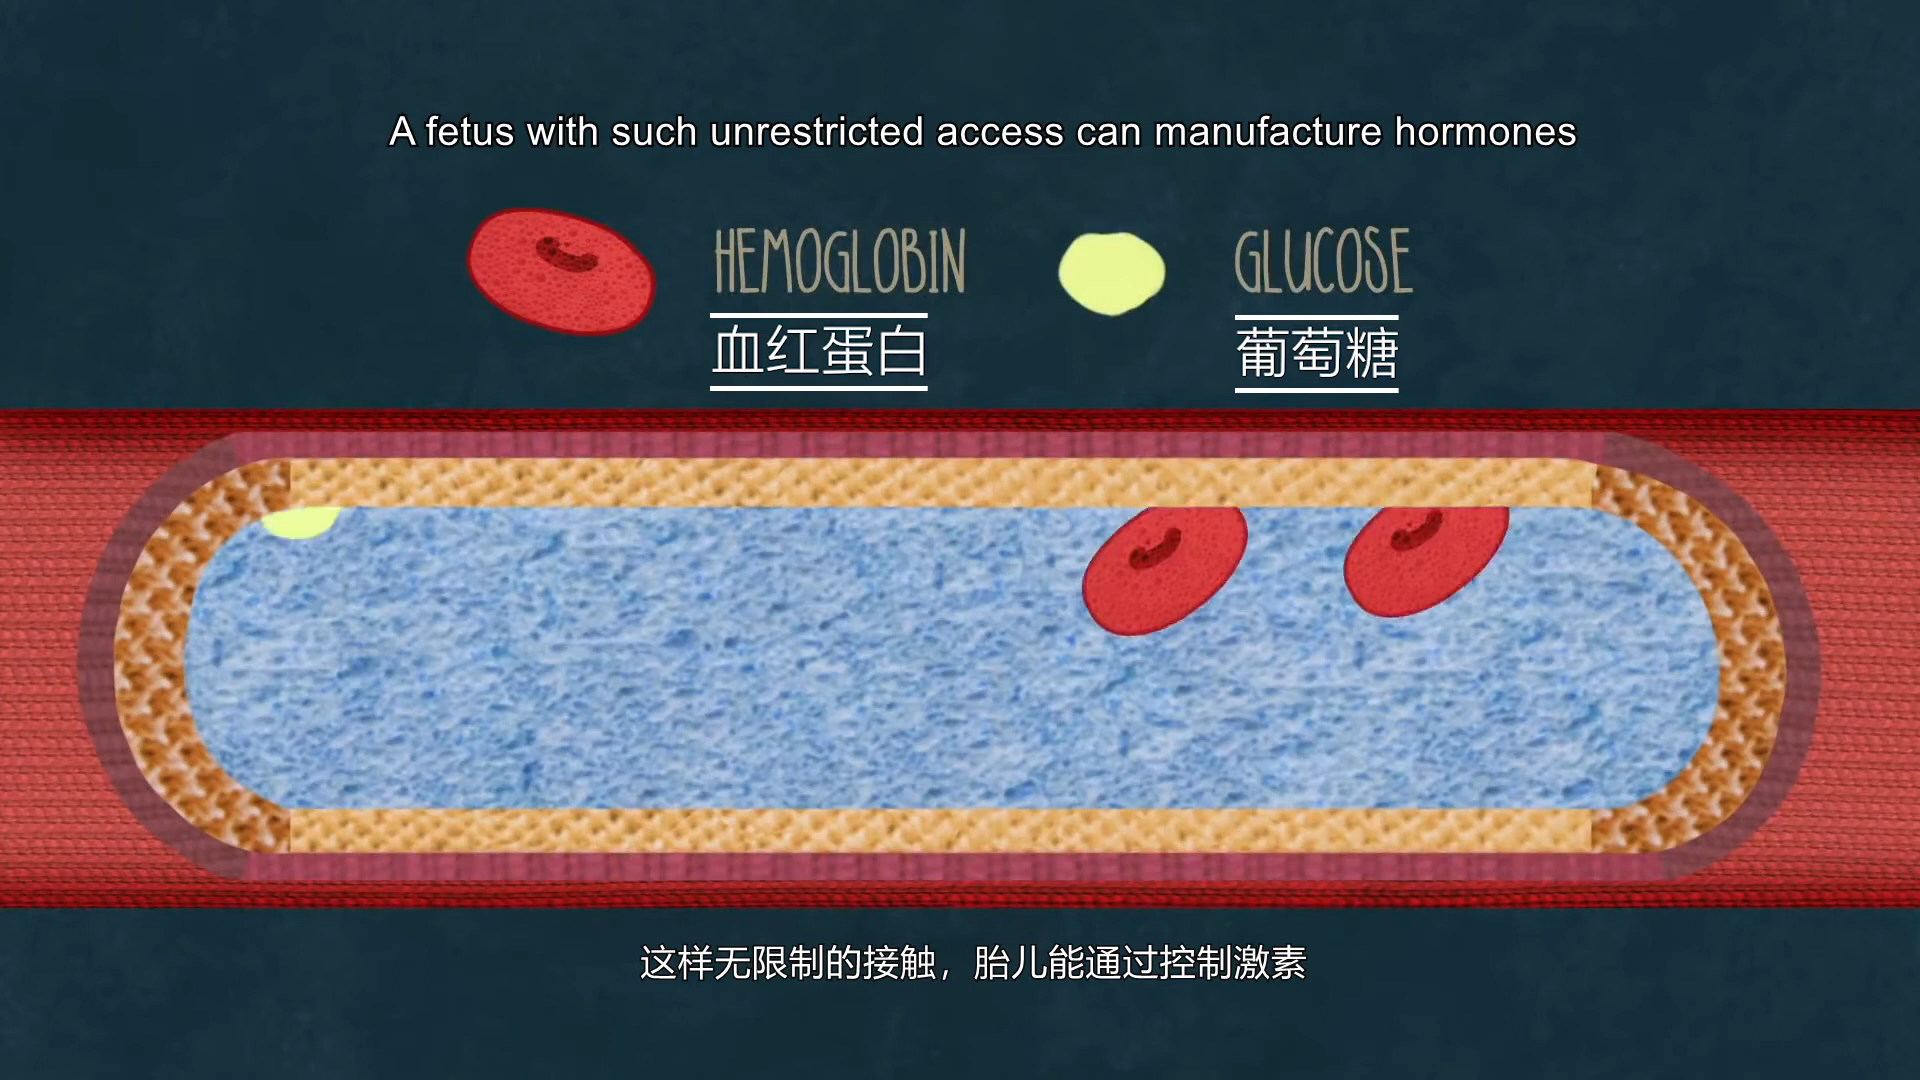 A fetus with such unrestricted access can manufacture hormones
HEMOGLOBIN
血红蛋白
GLUCOSE
葡萄糖
这样无限制的接触，胎儿能通过控制激素